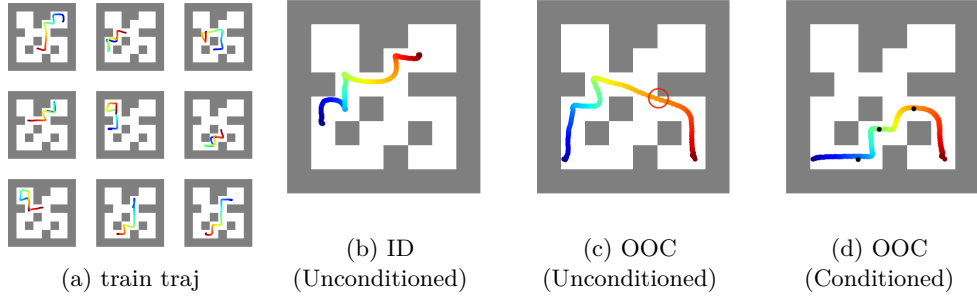 (a) train traj
(b) ID
(Unconditioned)
(c) OOC
(Unconditioned)
(d) OOC
(Conditioned)